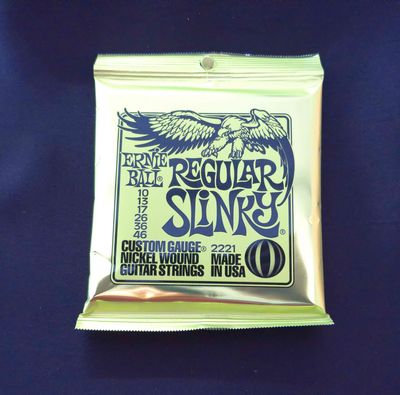 ERNIE
BALL®
REGULAR
SLINKY®
10
13
17
26
36
46
CUSTOM GAUGE® 2221
NICKEL WOUND MADE
GUITAR STRINGS IN USA